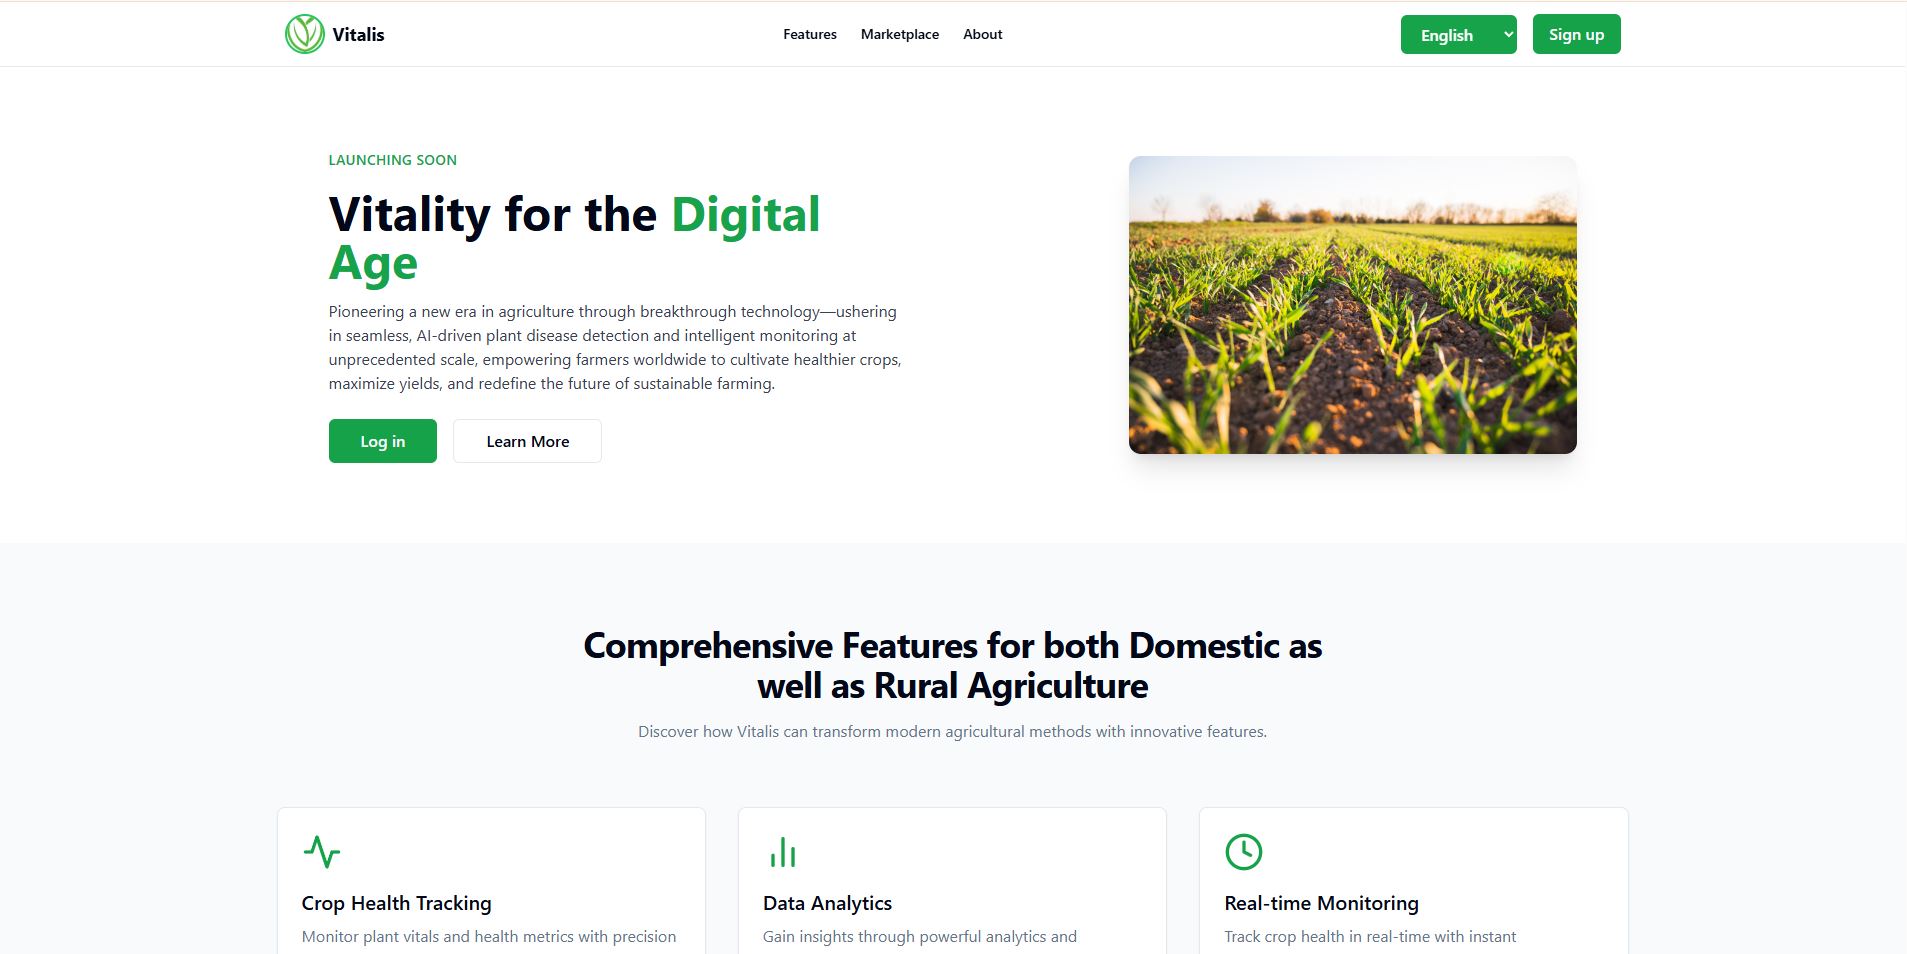 Vitalis
Features
Marketplace
About
English
Sign up
LAUNCHING SOON
Vitality for the Digital
Age
Pioneering a new era in agriculture through breakthrough technology—ushering
in seamless, AI-driven plant disease detection and intelligent monitoring at
unprecedented scale, empowering farmers worldwide to cultivate healthier crops,
maximize yields, and redefine the future of sustainable farming.
Log in
Learn More
Comprehensive Features for both Domestic as
well as Rural Agriculture
Discover how Vitalis can transform modern agricultural methods with innovative features.
Crop Health Tracking
Monitor plant vitals and health metrics with precision
Data Analytics
Gain insights through powerful analytics and
Real-time Monitoring
Track crop health in real-time with instant